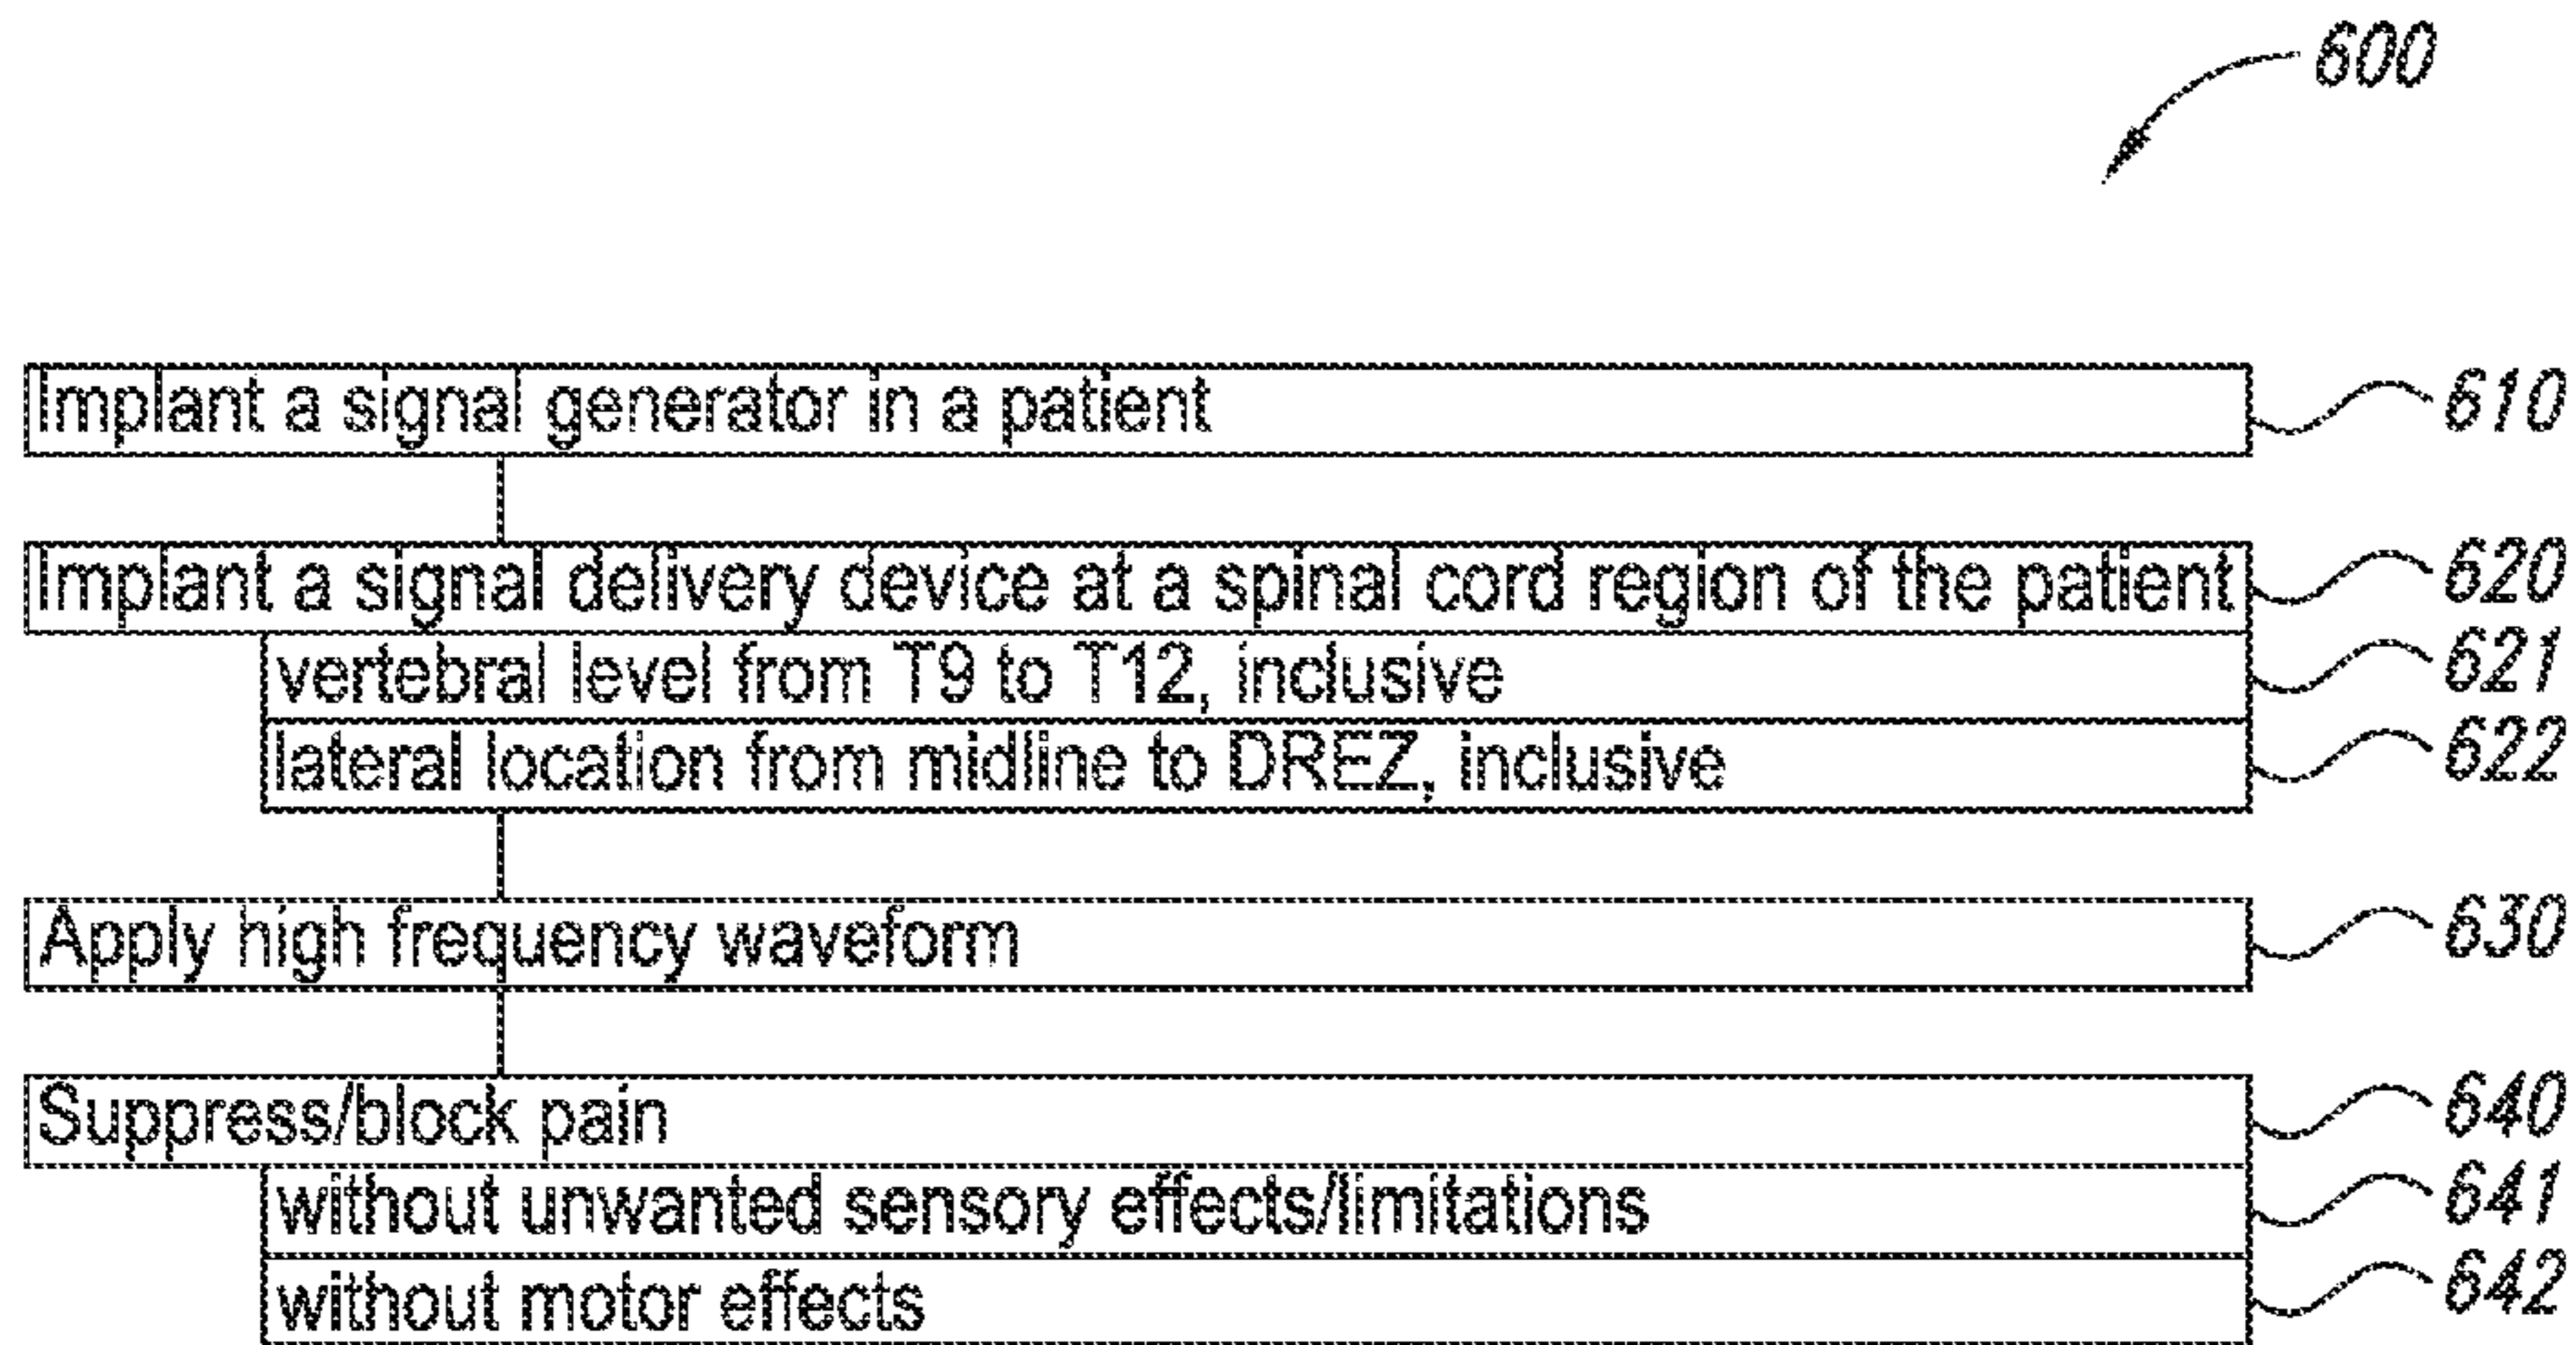 600
Implant a signal generator in a patient 610
Implant a signal delivery device at a spinal cord region of the patient 620
vertebral level from T9 to T12, inclusive 621
lateral location from midline to DREZ, inclusive 622
Apply high frequency waveform 630
Suppress/block pain 640
without unwanted sensory effects/limitations 641
without motor effects 642